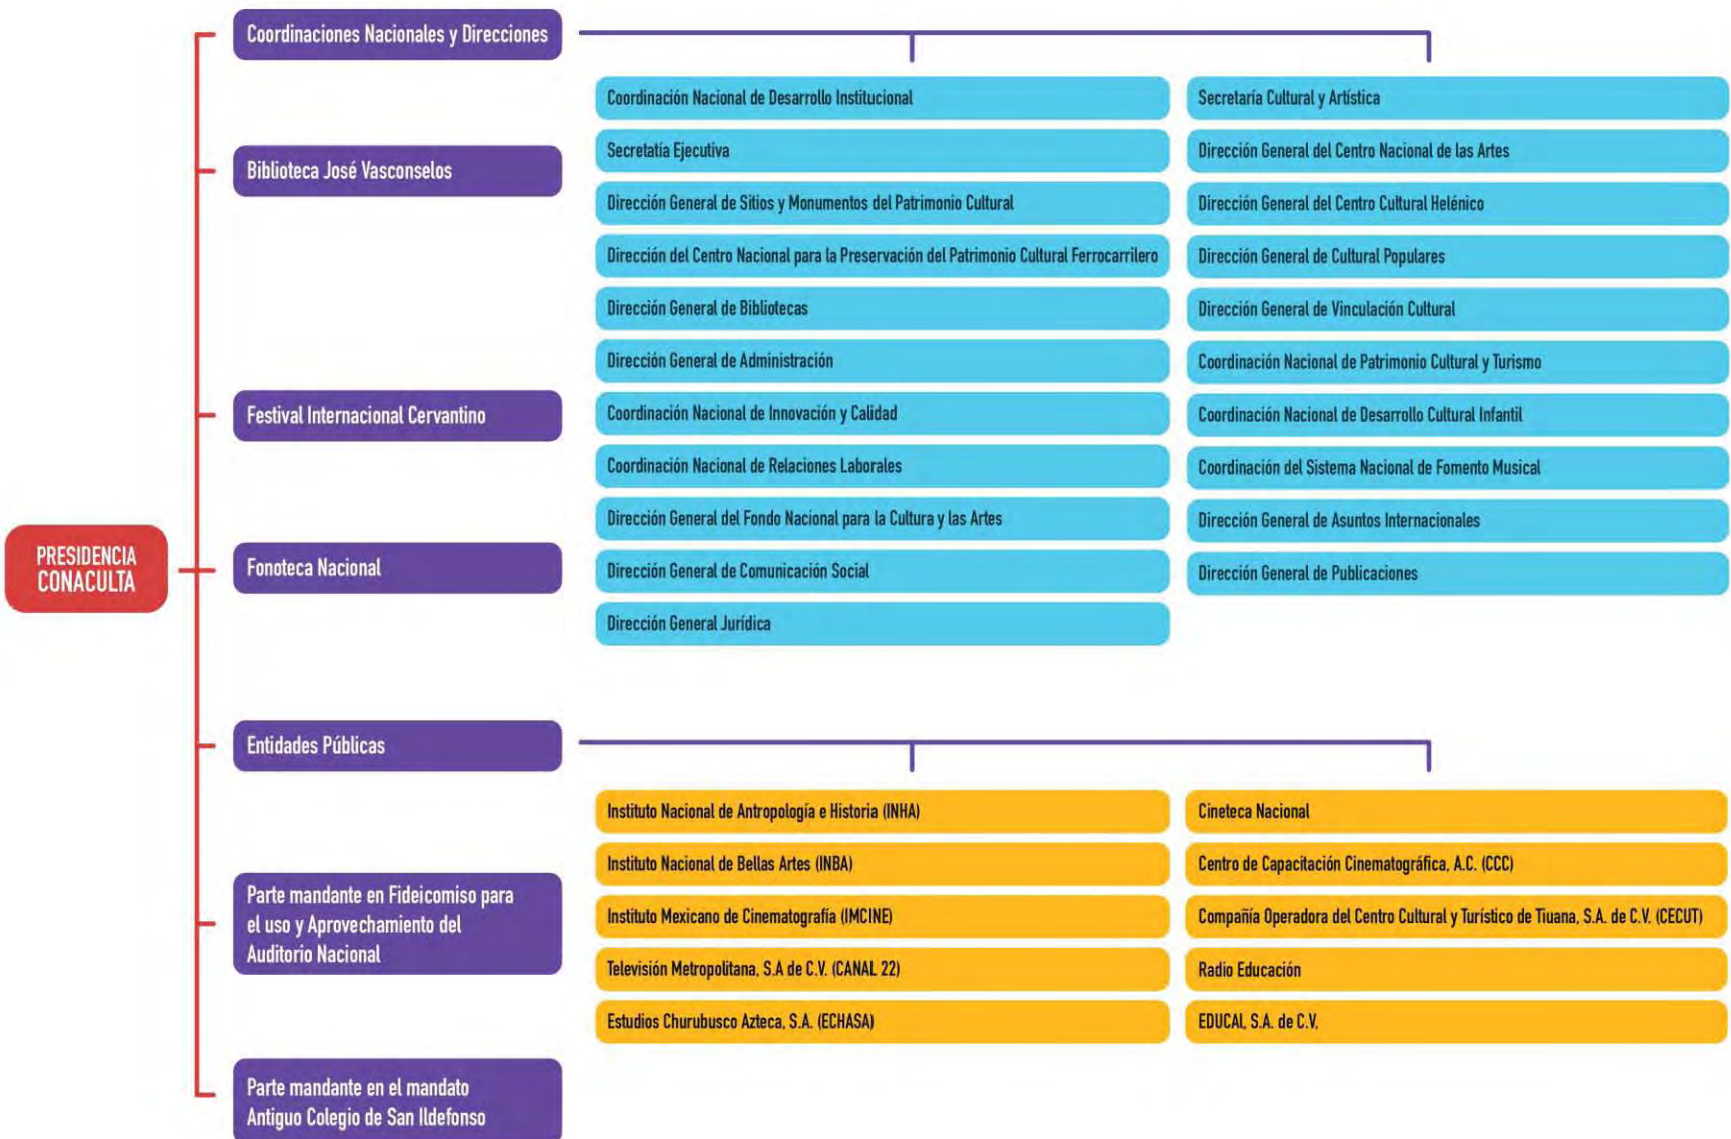 PRESIDENCIA
CONACULTA
Coordinaciones Nacionales y Direcciones
Coordinación Nacional de Desarrollo Institucional
Secretatía Ejecutiva
Dirección General de Sitios y Monumentos del Patrimonio Cultural
Dirección del Centro Nacional para la Preservación del Patrimonio Cultural Ferrocarrilero
Dirección General de Bibliotecas
Dirección General de Administración
Coordinación Nacional de Innovación y Calidad
Coordinación Nacional de Relaciones Laborales
Dirección General del Fondo Nacional para la Cultura y las Artes
Dirección General de Comunicación Social
Dirección General Jurídica
Secretaría Cultural y Artística
Dirección General del Centro Nacional de las Artes
Dirección General del Centro Cultural Helénico
Dirección General de Cultural Populares
Dirección General de Vinculación Cultural
Coordinación Nacional de Patrimonio Cultural y Turismo
Coordinación Nacional de Desarrollo Cultural Infantil
Coordinación del Sistema Nacional de Fomento Musical
Dirección General de Asuntos Internacionales
Dirección General de Publicaciones
Biblioteca José Vasconselos
Festival Internacional Cervantino
Fonoteca Nacional
Entidades Públicas
Instituto Nacional de Antropología e Historia (INHA)
Instituto Nacional de Bellas Artes (INBA)
Instituto Mexicano de Cinematografía (IMCINE)
Televisión Metropolitana, S.A de C.V. (CANAL 22)
Estudios Churubusco Azteca, S.A. (ECHASA)
Cineteca Nacional
Centro de Capacitación Cinematográfica, A.C. (CCC)
Compañía Operadora del Centro Cultural y Turístico de Tiuana, S.A. de C.V. (CECUT)
Radio Educación
EDUCAL, S.A. de C.V,
Parte mandante en Fideicomiso para
el uso y Aprovechamiento del
Auditorio Nacional
Parte mandante en el mandato
Antiguo Colegio de San Ildefonso